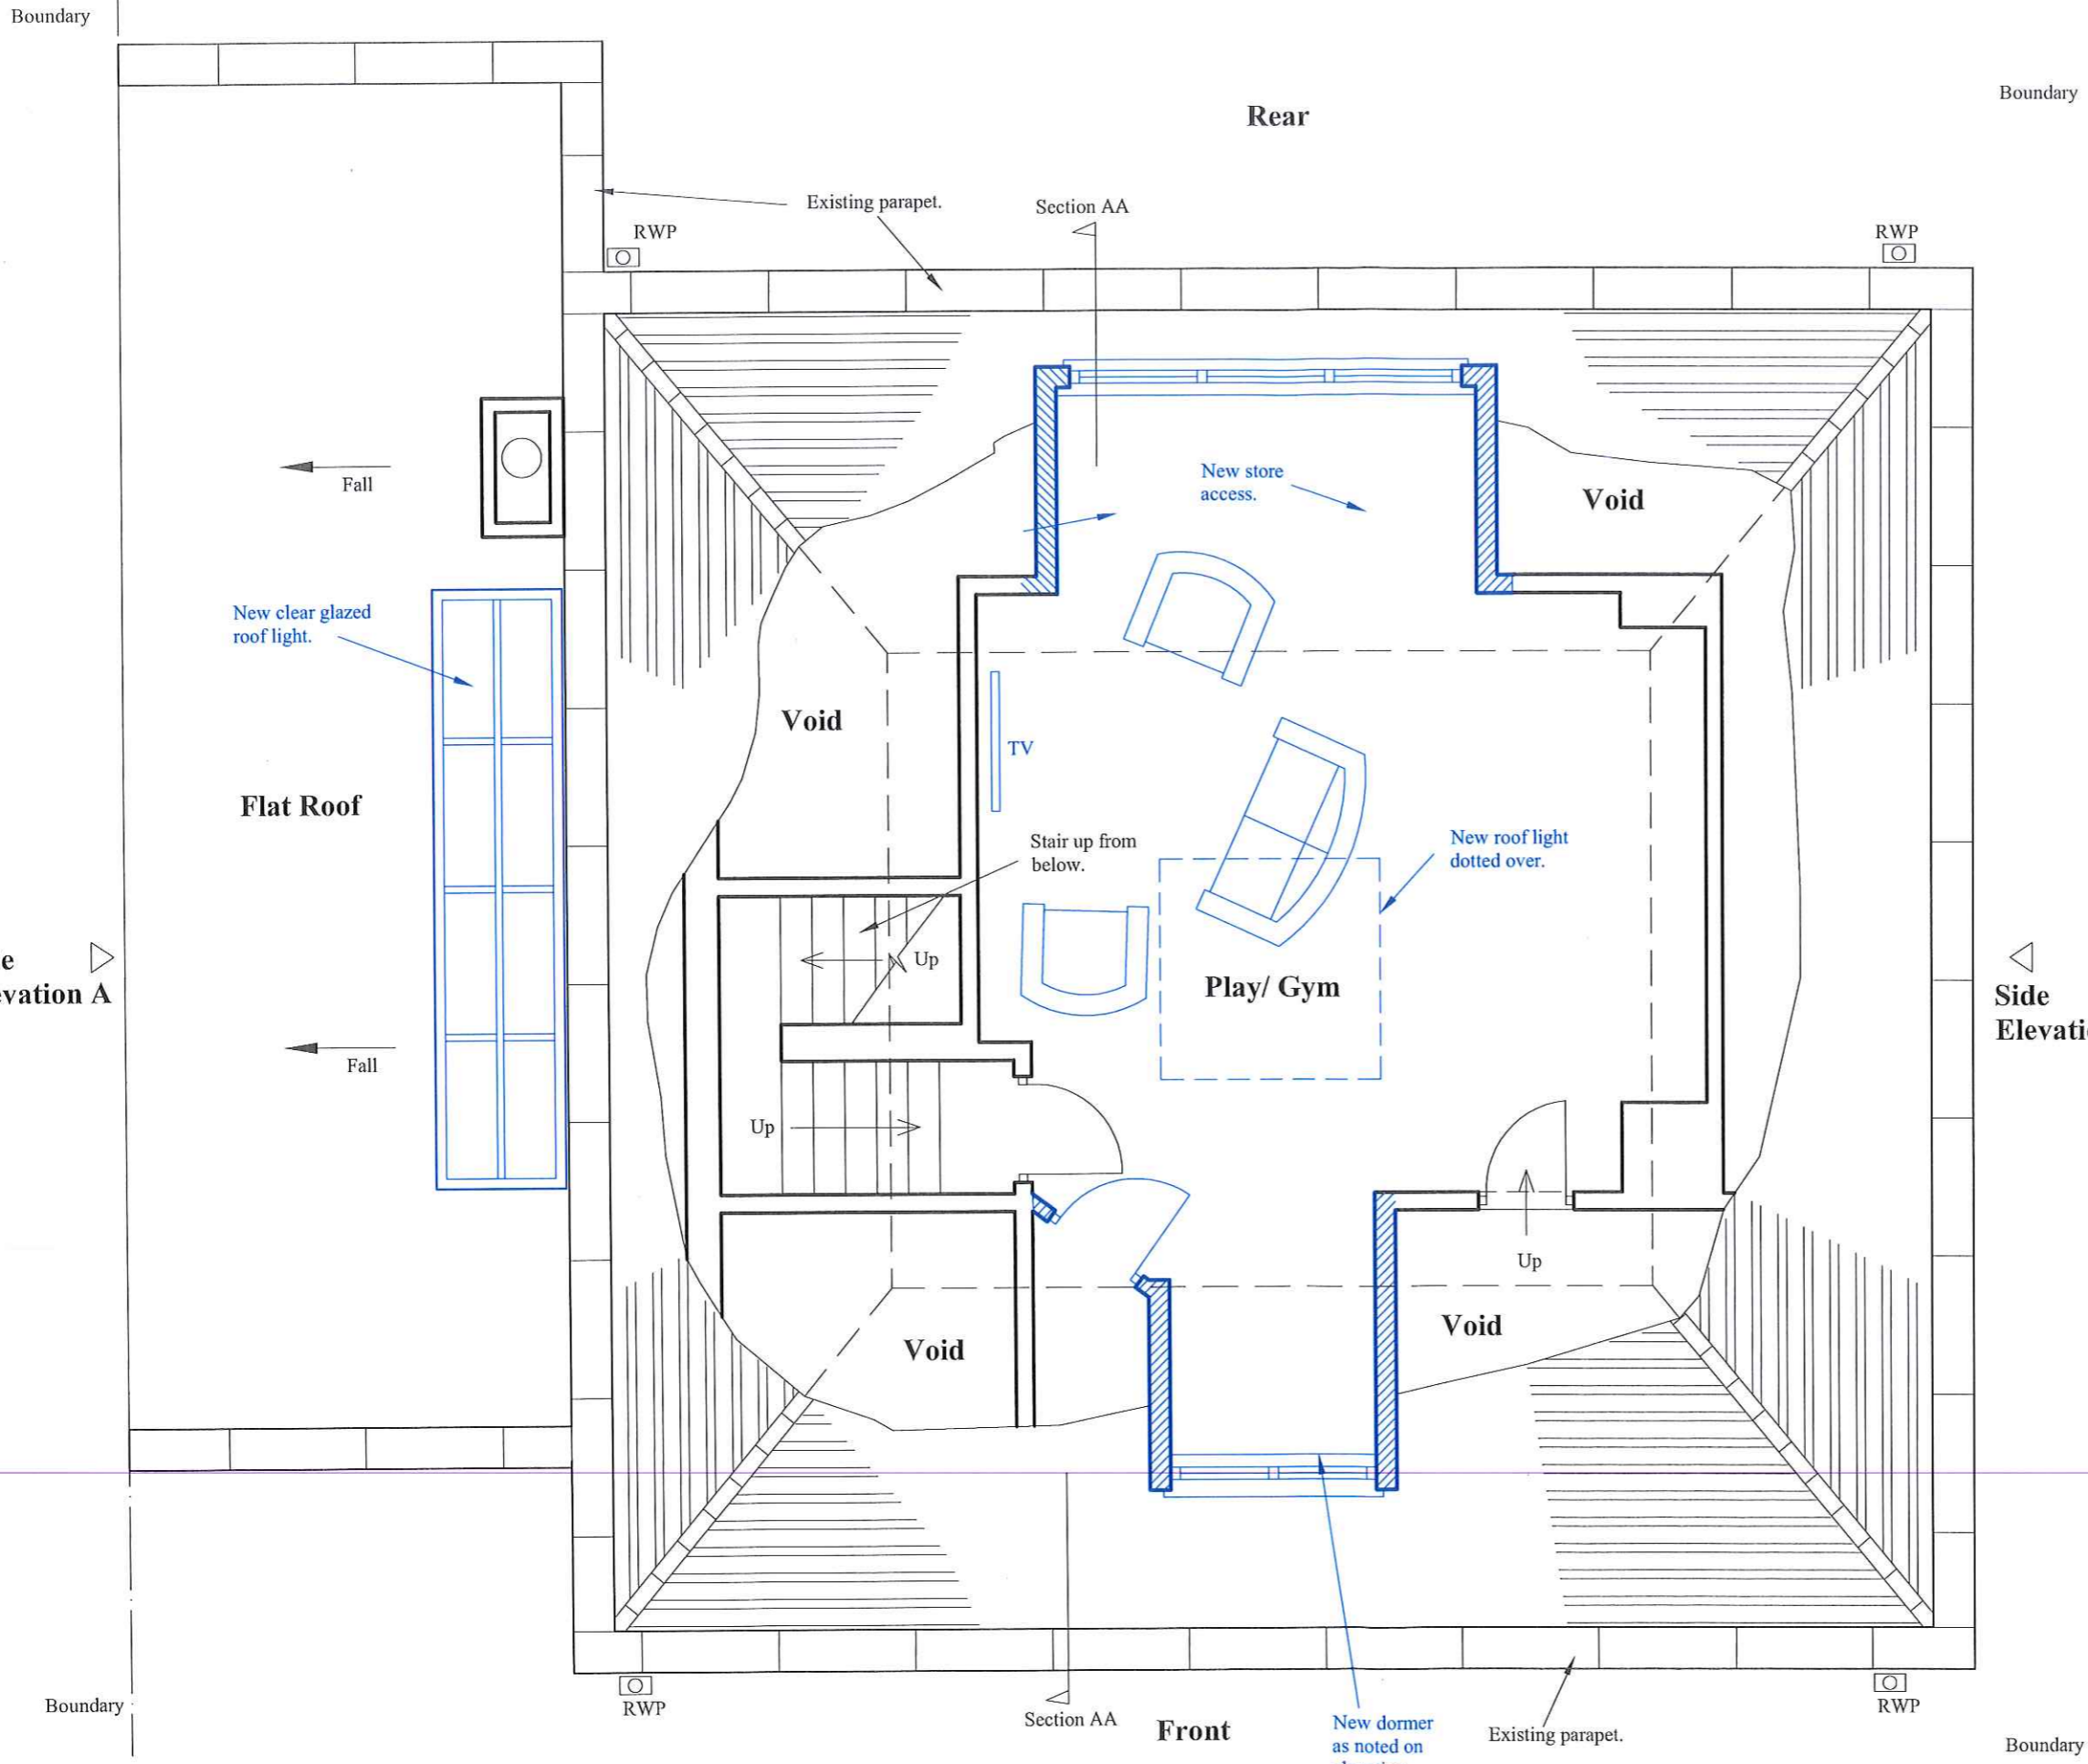 Boundary
Boundary
Rear
Existing parapet.
Section AA
RWP
RWP
Fall
New store
access.
Void
New clear glazed
roof light.
Void
TV
Flat Roof
Stair up from
below.
New roof light
dotted over.
Up
Play/ Gym
Side
Fall
Up
Up
Void
Void
Boundary
RWP
Section AA
Front
New dormer
as noted on
Existing parapet.
RWP
Boundary